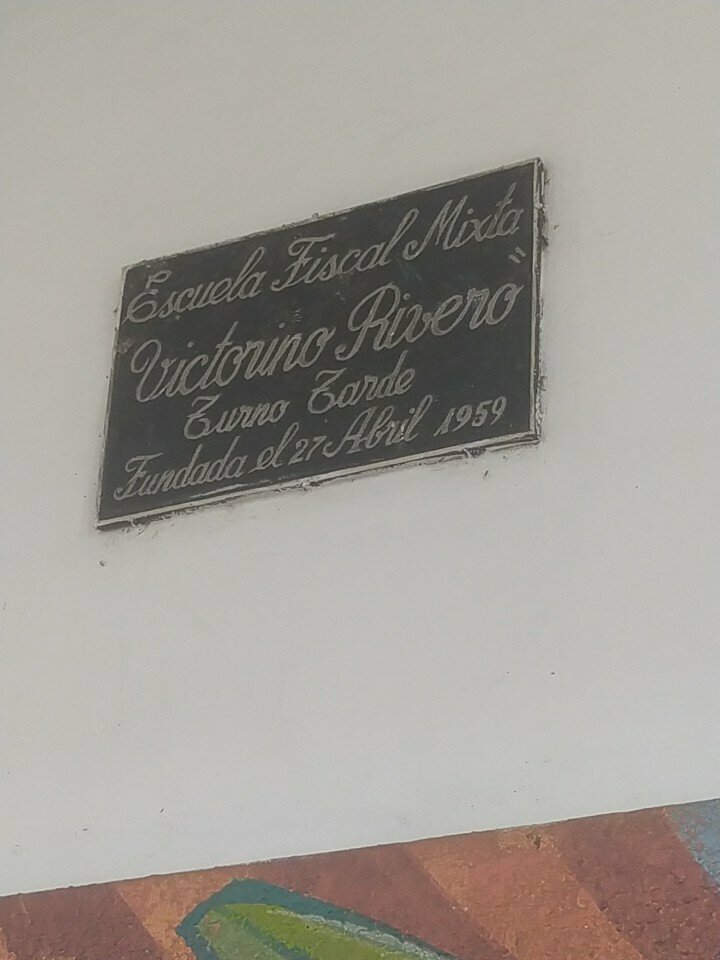 Escuela Fiscal Mixta
"Victorino Rivero"
Turno Tarde
Fundada el 27 Abril 1959